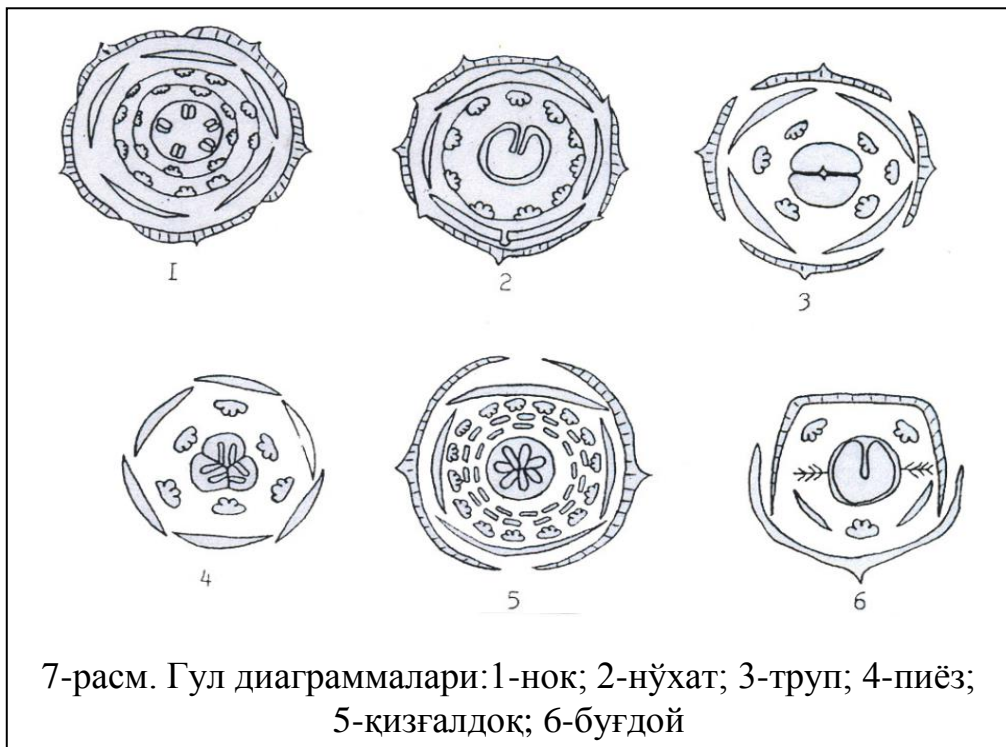 I
2
3
4
5
6
7-расм. Гул диаграммалари:1-нок; 2-нўхат; 3-труп; 4-пиёз;
5-қизғалдоқ; 6-буғдой